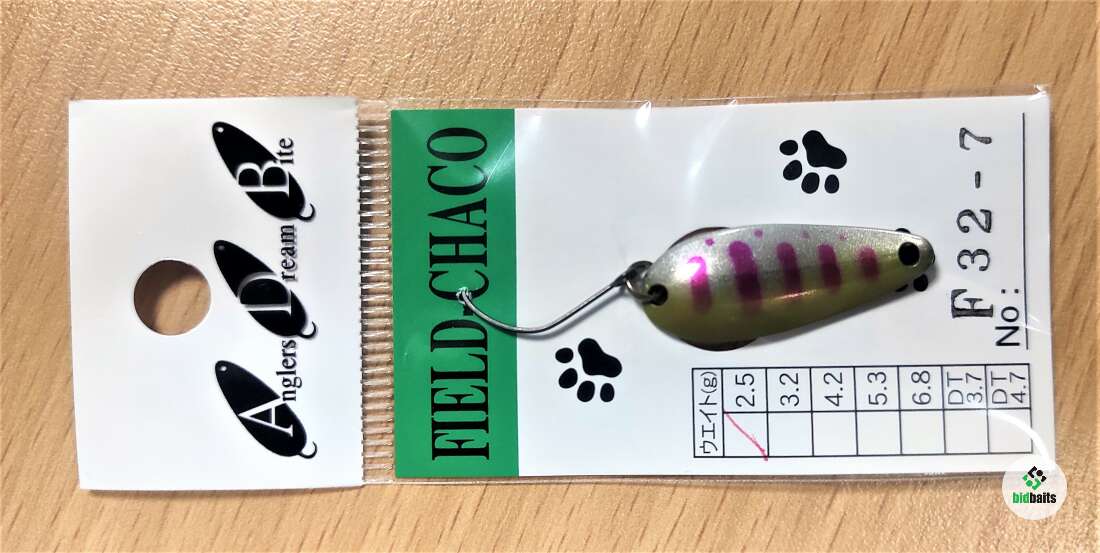 Anglers Dream Bite
FIELD-CHACO
F32-7
No:
ウエイト(g)
2.5
3.2
4.2
5.3
6.8
DT 3.7
DT 4.7
bidbaits